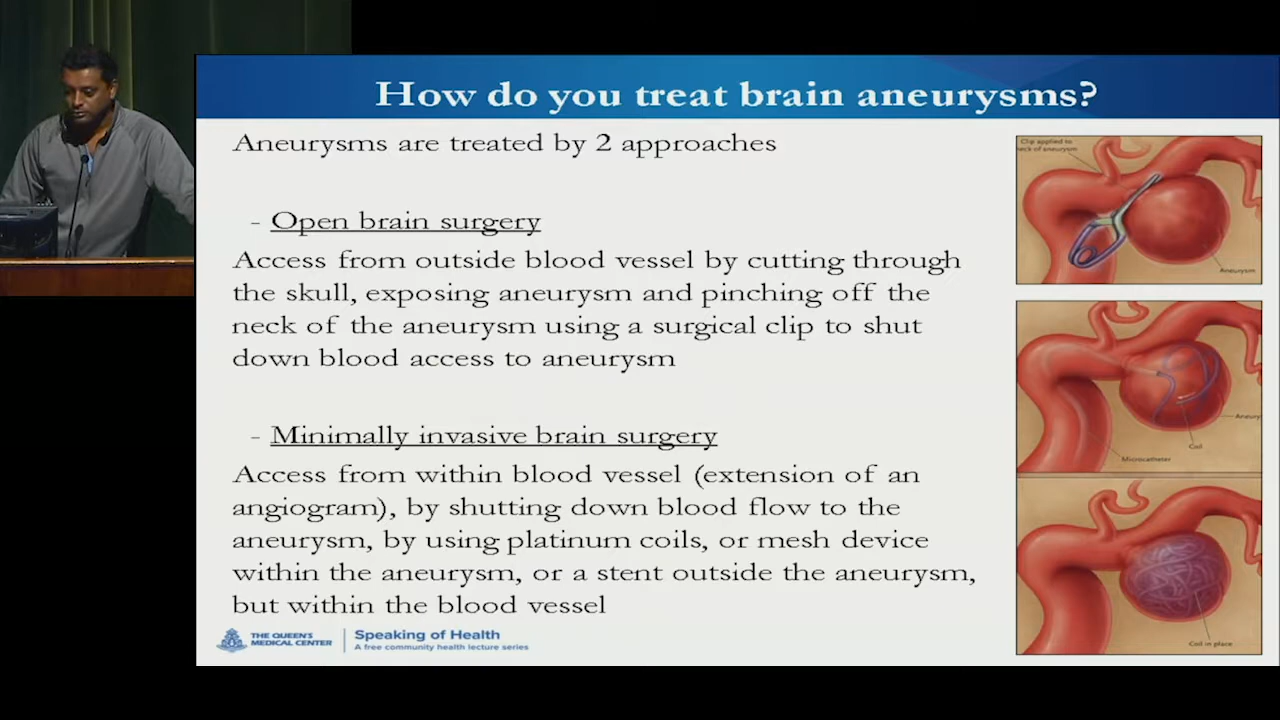 How do you treat brain aneurysms?
Aneurysms are treated by 2 approaches
- Open brain surgery
Access from outside blood vessel by cutting through
the skull, exposing aneurysm and pinching off the
neck of the aneurysm using a surgical clip to shut
down blood access to aneurysm
- Minimally invasive brain surgery
Access from within blood vessel (extension of an
angiogram), by shutting down blood flow to the
aneurysm, by using platinum coils, or mesh device
within the aneurysm, or a stent outside the aneurysm,
but within the blood vessel
THE QUEEN'S
MEDICAL CENTER
Speaking of Health
A free community health lecture series
Clip applied to
neck of aneurysm
Aneurysm
Aneury
Coil
Microcatheter
Coil in place